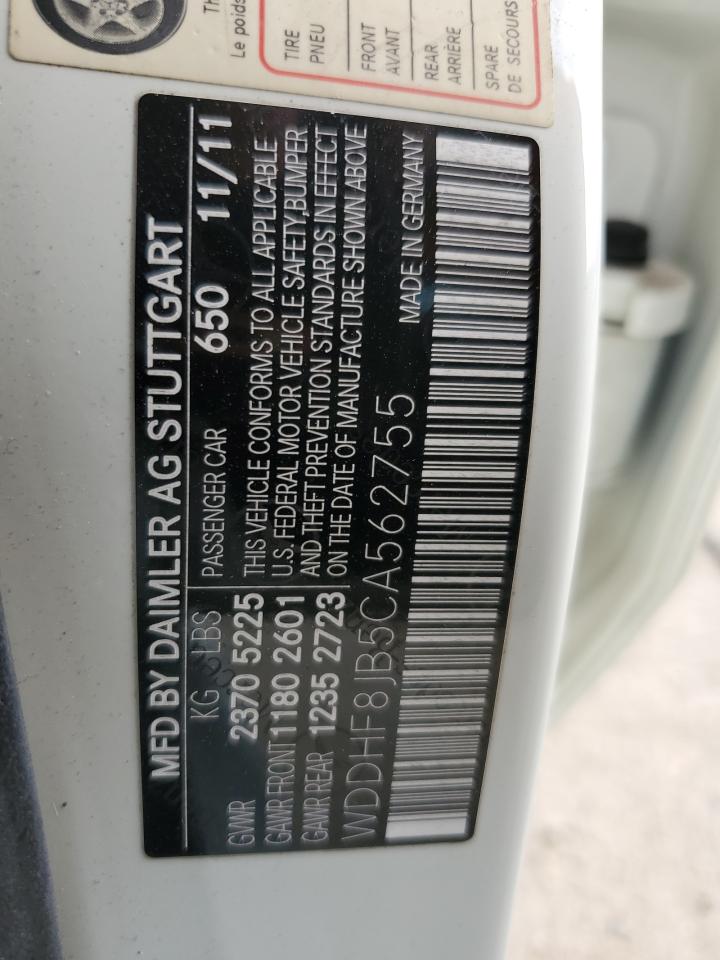 Th
Le poids
TIRE
PNEU
FRONT
AVANT
REAR
ARRIÈRE
SPARE
DE SECOURS
MFD BY DAIMLER AG STUTTGART
KG LBS PASSENGER CAR 650 11/11
GVWR 2370 5225 THIS VEHICLE CONFORMS TO ALL APPLICABLE
GAWR FRONT 1180 2601 U.S. FEDERAL MOTOR VEHICLE SAFETY,BUMPER
GAWR REAR 1235 2723 AND THEFT PREVENTION STANDARDS IN EFFECT
ON THE DATE OF MANUFACTURE SHOWN ABOVE
WDDHF8JB5CA562755 MADE IN GERMANY